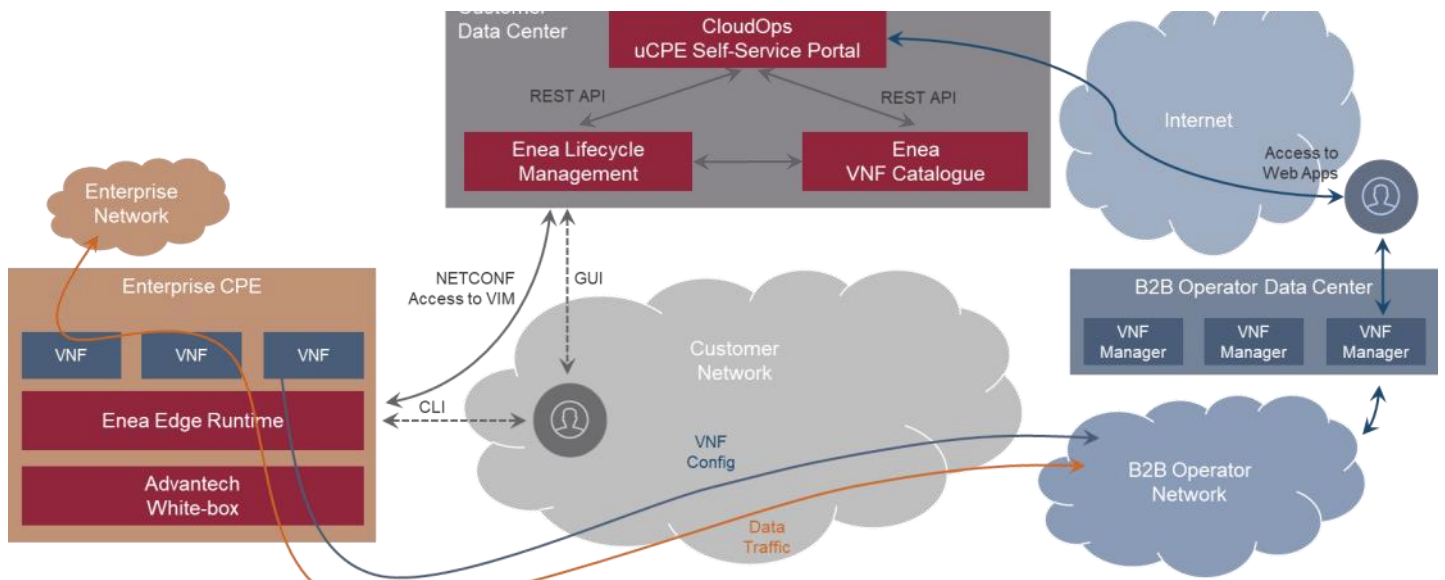 Customer
Data Center
CloudOps
uCPE Self-Service Portal
REST API
REST API
Enea Lifecycle
Management
Enea
VNF Catalogue
Internet
Access to
Web Apps
Enterprise
Network
Enterprise CPE
VNF
VNF
VNF
Enea Edge Runtime
Advantech
White-box
NETCONF
Access to VIM
GUI
CLI
Customer
Network
VNF
Config
Data
Traffic
B2B Operator Data Center
VNF
Manager
VNF
Manager
VNF
Manager
B2B Operator
Network